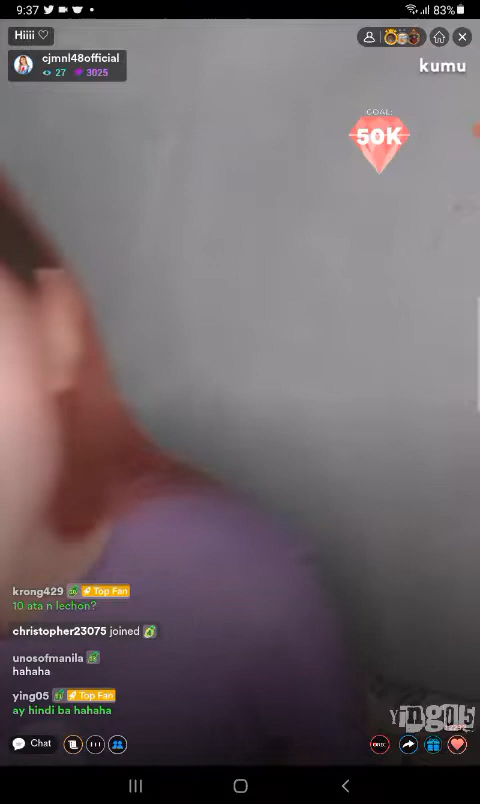 9:37
83%
Hiiii ♡
cjmnl48official
27
3025
kumu
GOAL:
50K
krong429 Top Fan
10 ata n lechon?
christopher23075 joined
unosofmanila
hahaha
ying05 Top Fan
ay hindi ba hahaha
Ying05
Chat